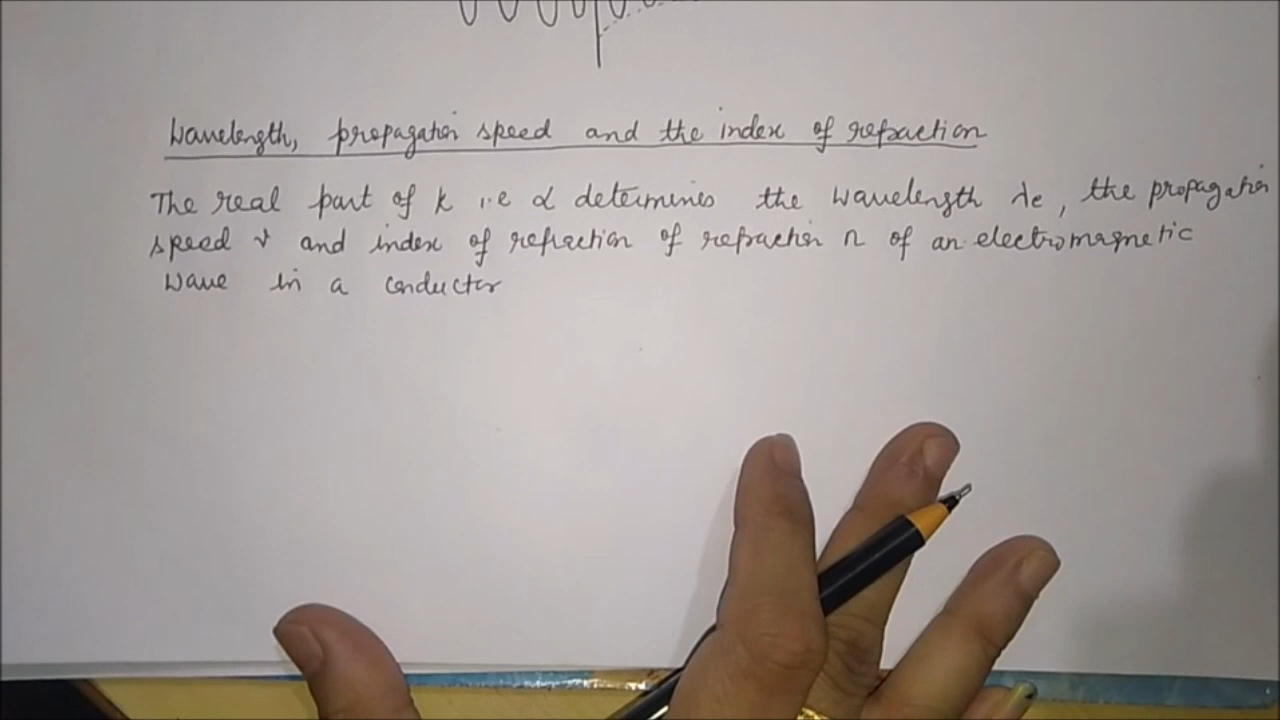 Wavelength, propagation speed and the index of refraction
The real part of k i.e α determines the wavelength λe, the propagation
speed v and index of refraction of refraction n of an electromagnetic
wave in a conductor